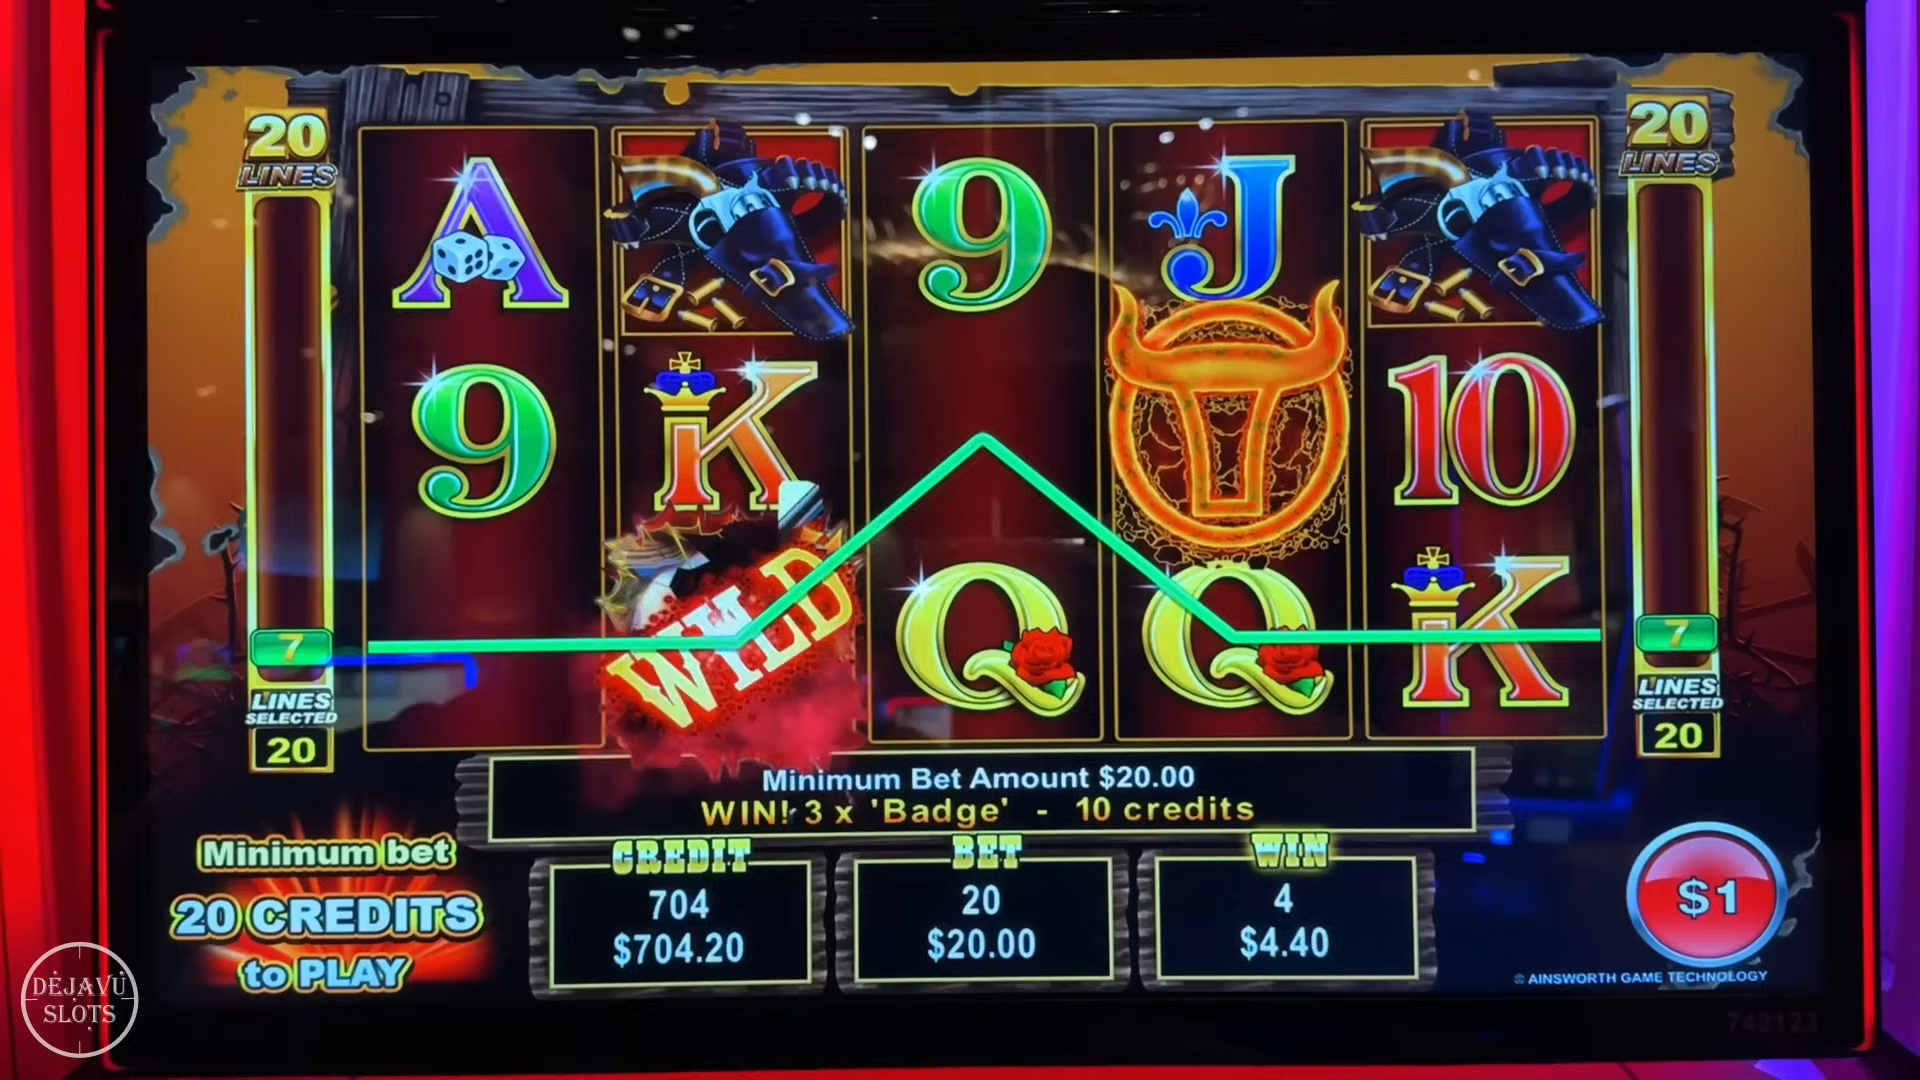 20
LINES
20
LINES
A
9
J
9
K
10
WILD
Q
Q
K
7
7
LINES
SELECTED
20
LINES
SELECTED
20
Minimum Bet Amount $20.00
WIN! 3 x 'Badge' - 10 credits
Minimum bet
20 CREDITS
to PLAY
CREDIT
704
$704.20
BET
20
$20.00
WIN
4
$4.40
$1
© AINSWORTH GAME TECHNOLOGY
742123
DEJAVU
SLOTS